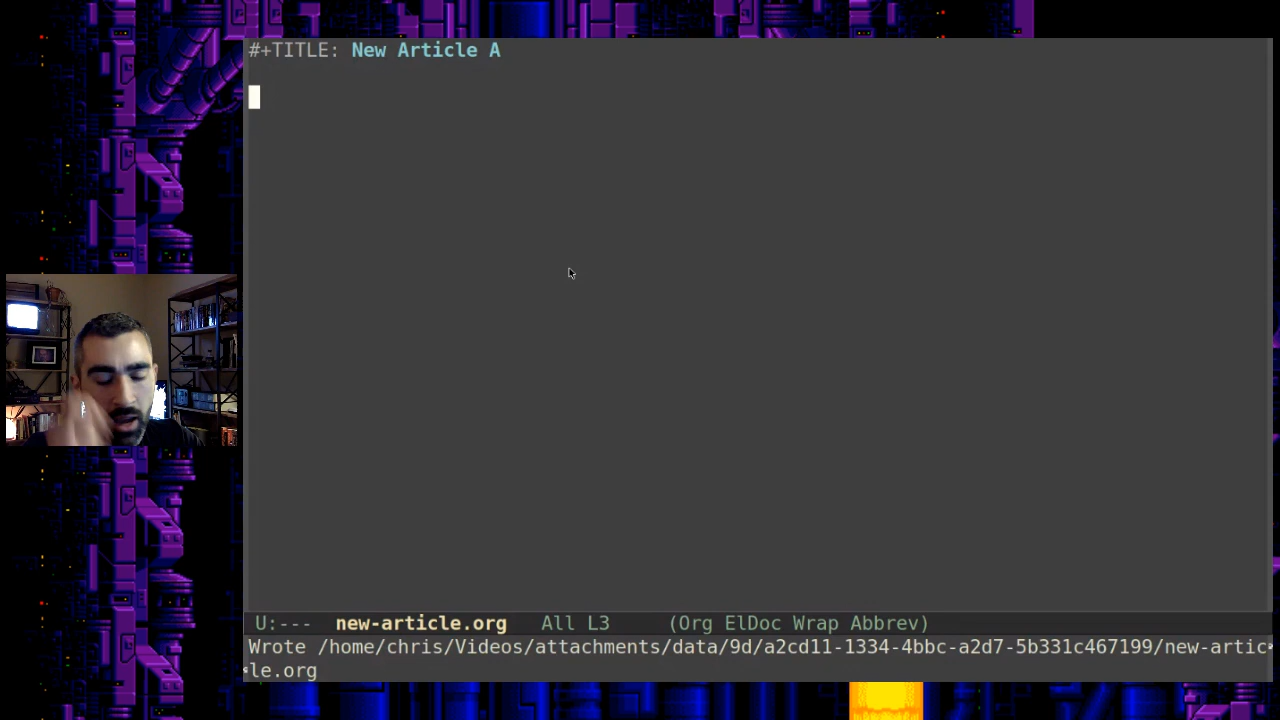 #+TITLE: New Article A
U:--- new-article.org All L3 (Org ElDoc Wrap Abbrev)
Wrote /home/chris/Videos/attachments/data/9d/a2cd11-1334-4bbc-a2d7-5b331c467199/new-artic
le.org